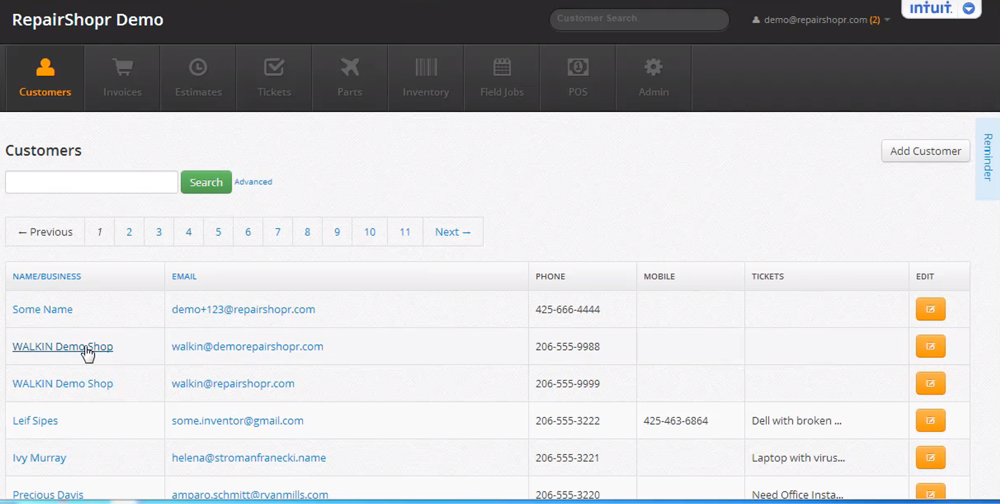 RepairShopr Demo
Customer Search
demo@repairshopr.com (2)
intuit.
Customers
Invoices
Estimates
Tickets
Parts
Inventory
Field Jobs
POS
Admin
Reminder
Customers
Add Customer
Search
Advanced
← Previous 1 2 3 4 5 6 7 8 9 10 11 Next →
NAME/BUSINESS EMAIL PHONE MOBILE TICKETS EDIT
Some Name demo+123@repairshopr.com 425-666-4444
WALKIN Demo Shop walkin@demorepairshopr.com 206-555-9988
WALKIN Demo Shop walkin@repairshopr.com 206-555-9999
Leif Sipes some.inventor@gmail.com 206-555-3222 425-463-6864 Dell with broken ...
Ivy Murray helena@stromanfranecki.name 206-555-3221 Laptop with virus...
Precious Davis amparo.schmitt@ryanmills.com 206-555-3220 Need Office Insta...